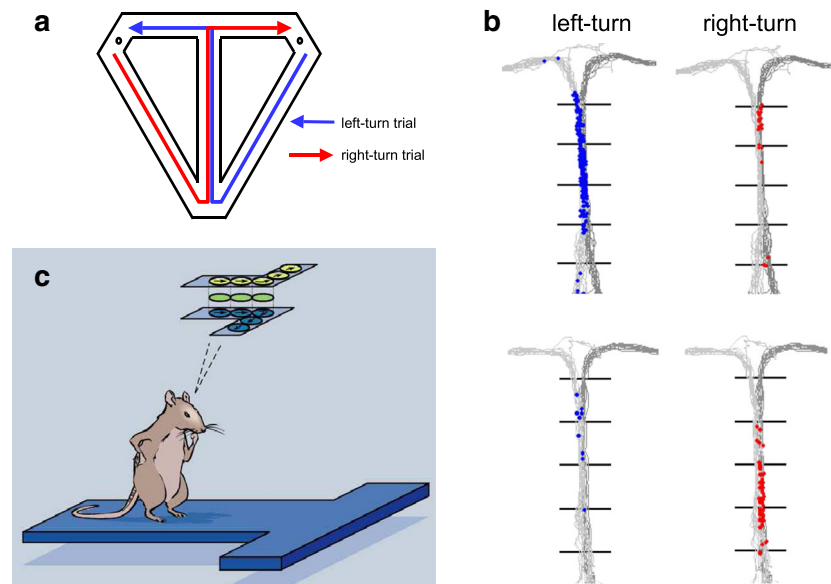 a
left-turn trial
right-turn trial
b
left-turn
right-turn
c